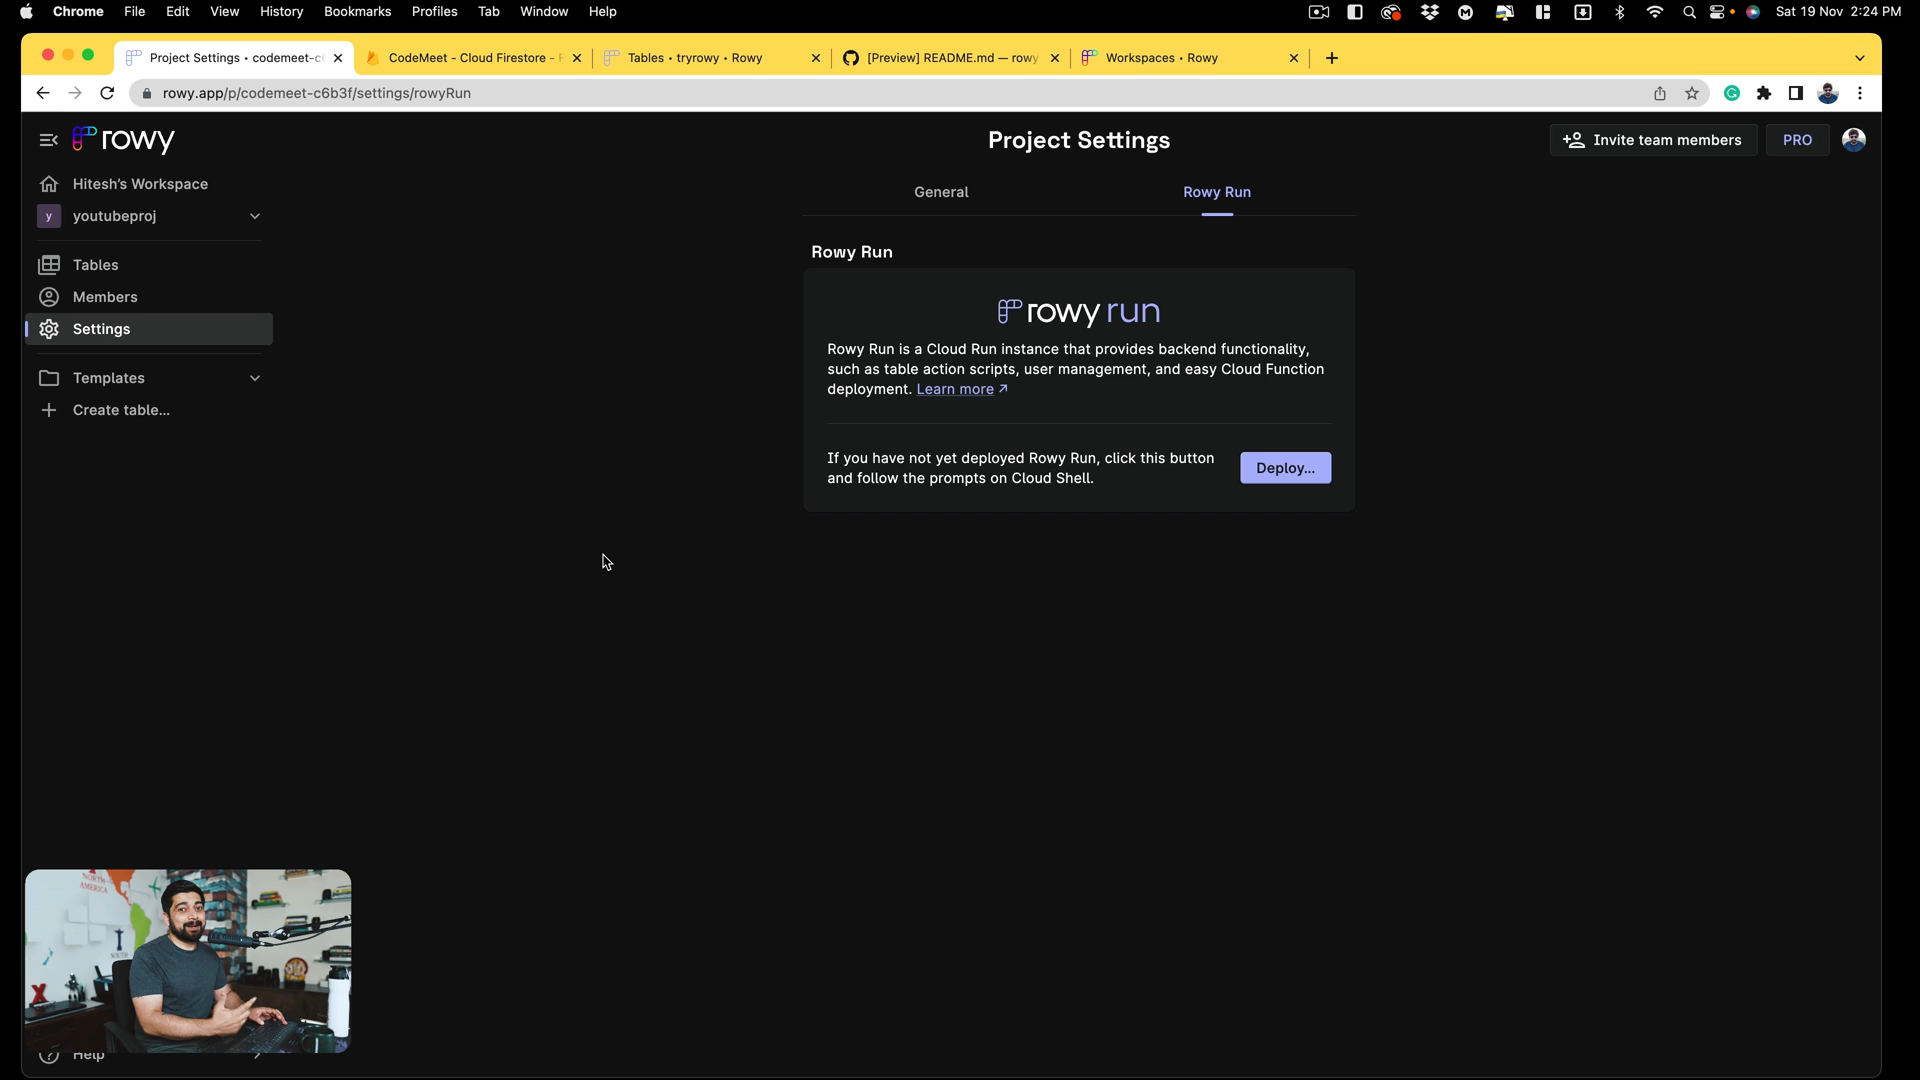 Chrome File Edit View History Bookmarks Profiles Tab Window Help Sat 19 Nov 2:24 PM
Project Settings • codemeet-c CodeMeet - Cloud Firestore - F Tables • tryrowy • Rowy [Preview] README.md — rowy Workspaces • Rowy
rowy.app/p/codemeet-c6b3f/settings/rowyRun
rowy Project Settings Invite team members PRO
Hitesh's Workspace
General Rowy Run
y youtubeproj
Rowy Run
Tables
Members
Settings
rowy run
Rowy Run is a Cloud Run instance that provides backend functionality,
such as table action scripts, user management, and easy Cloud Function
deployment. Learn more
Templates
Create table...
If you have not yet deployed Rowy Run, click this button
and follow the prompts on Cloud Shell.
Deploy...
NORTH
AMERICA
SOUTH
Help